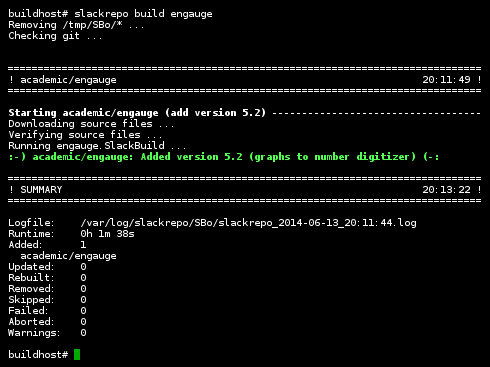 buildhost# slackrepo build engauge
Removing /tmp/SBo/* ...
Checking git ...
================================================================================
! academic/engauge 20:11:49 !
================================================================================
Starting academic/engauge (add version 5.2) -----------------------------------
Downloading source files ...
Verifying source files ...
Running engauge.SlackBuild ...
:-) academic/engauge: Added version 5.2 (graphs to number digitizer) (-:
================================================================================
! SUMMARY 20:13:22 !
================================================================================
Logfile: /var/log/slackrepo/SBo/slackrepo_2014-06-13_20:11:44.log
Runtime: 0h 1m 38s
Added: 1
academic/engauge
Updated: 0
Rebuilt: 0
Removed: 0
Skipped: 0
Failed: 0
Aborted: 0
Warnings: 0
buildhost#